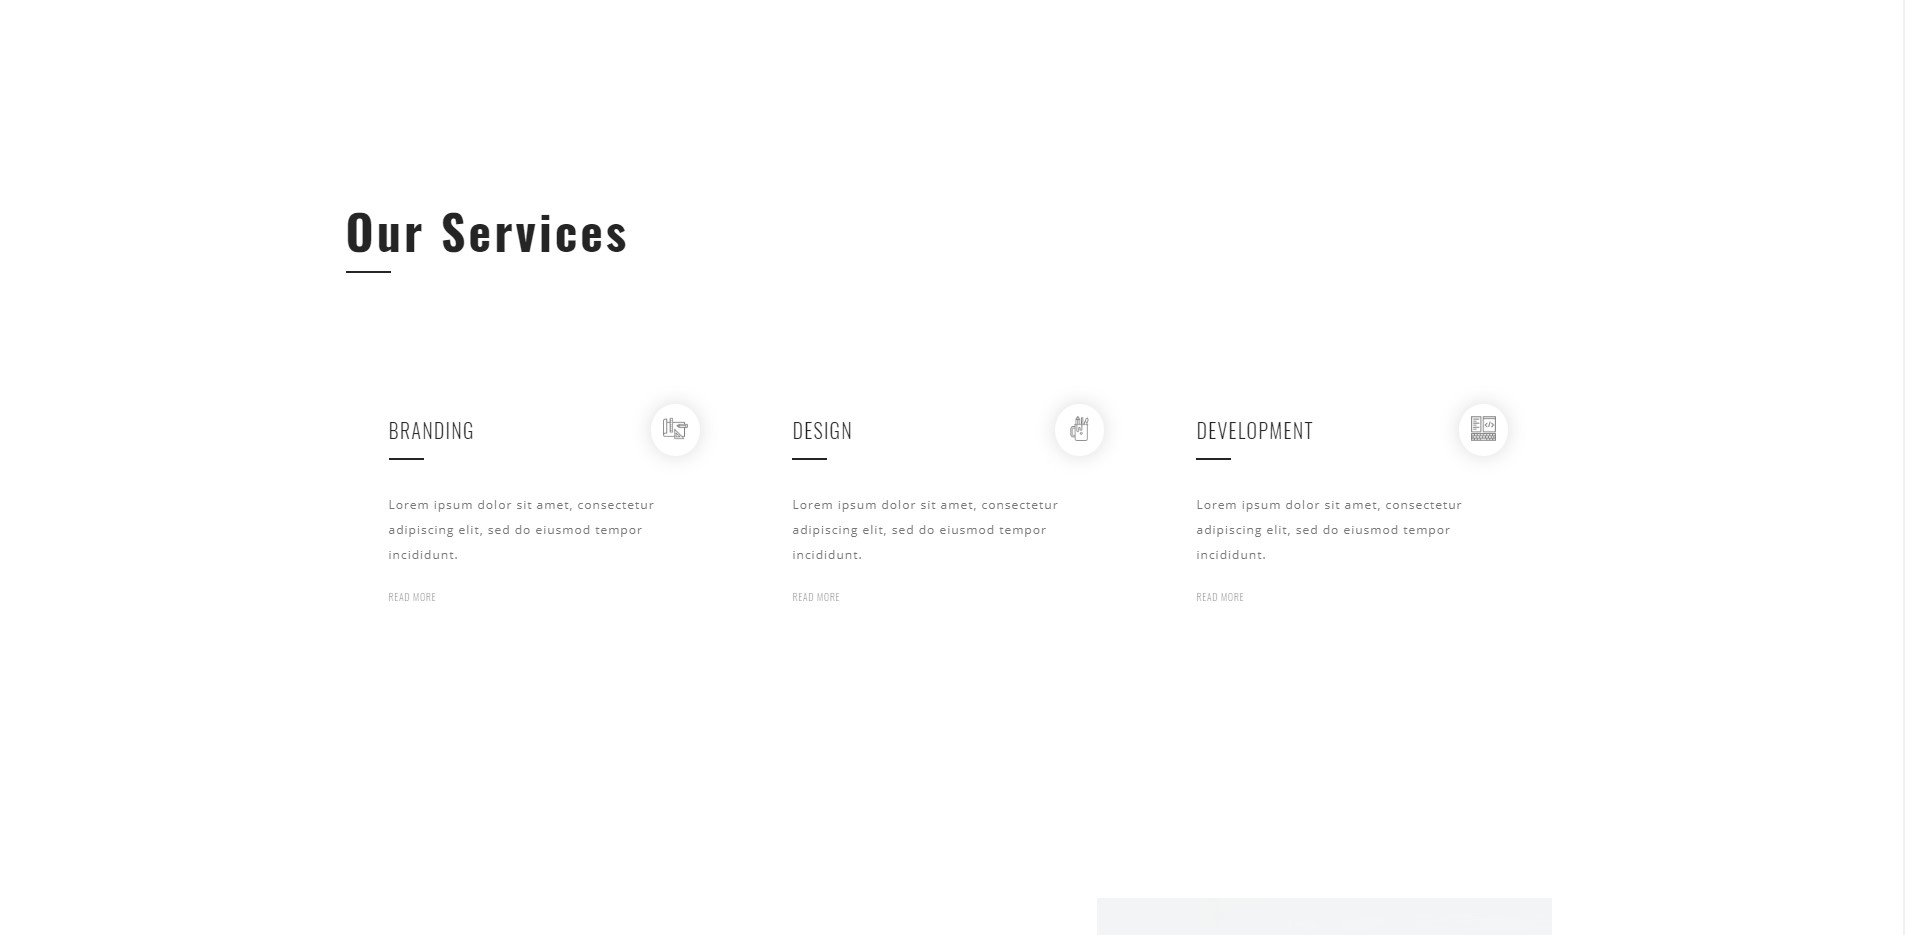 Our Services
BRANDING
Lorem ipsum dolor sit amet, consectetur
adipiscing elit, sed do eiusmod tempor
incididunt.
READ MORE
DESIGN
Lorem ipsum dolor sit amet, consectetur
adipiscing elit, sed do eiusmod tempor
incididunt.
READ MORE
DEVELOPMENT
Lorem ipsum dolor sit amet, consectetur
adipiscing elit, sed do eiusmod tempor
incididunt.
READ MORE